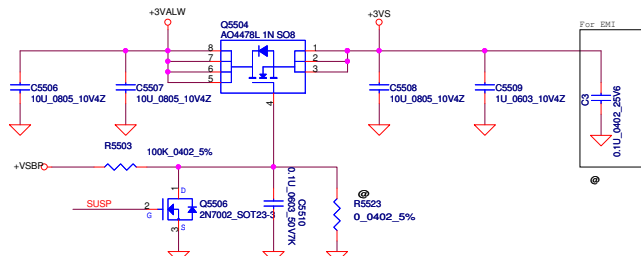 +3VALW
Q5504
AO4478L 1N SO8
+3VS
For EMI
8
7
6
5
1
2
3
4
C5506
10U_0805_10V4Z
C5507
10U_0805_10V4Z
C5508
10U_0805_10V4Z
C5509
1U_0603_10V4Z
C3
0.1U_0402_25V6
@
R5503
100K_0402_5%
+VSBP
SUSP
1
D
2
G
3
S
Q5506
2N7002_SOT23-3
C5510
0.1U_0603_50V7K
@
R5523
0_0402_5%